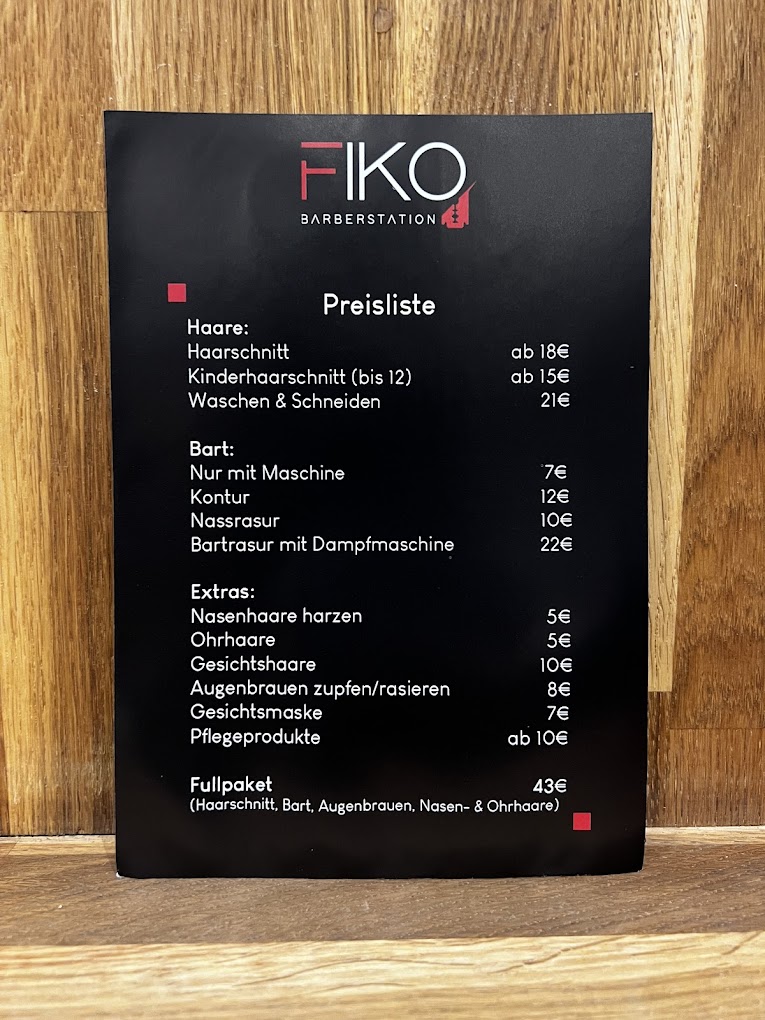 FIKO
BARBERSTATION
Preisliste
Haare:
Haarschnitt ab 18€
Kinderhaarschnitt (bis 12) ab 15€
Waschen & Schneiden 21€
Bart:
Nur mit Maschine 7€
Kontur 12€
Nassrasur 10€
Bartrasur mit Dampfmaschine 22€
Extras:
Nasenhaare harzen 5€
Ohrhaare 5€
Gesichtshaare 10€
Augenbrauen zupfen/rasieren 8€
Gesichtsmaske 7€
Pflegeprodukte ab 10€
Fullpaket 43€
(Haarschnitt, Bart, Augenbrauen, Nasen- & Ohrhaare)